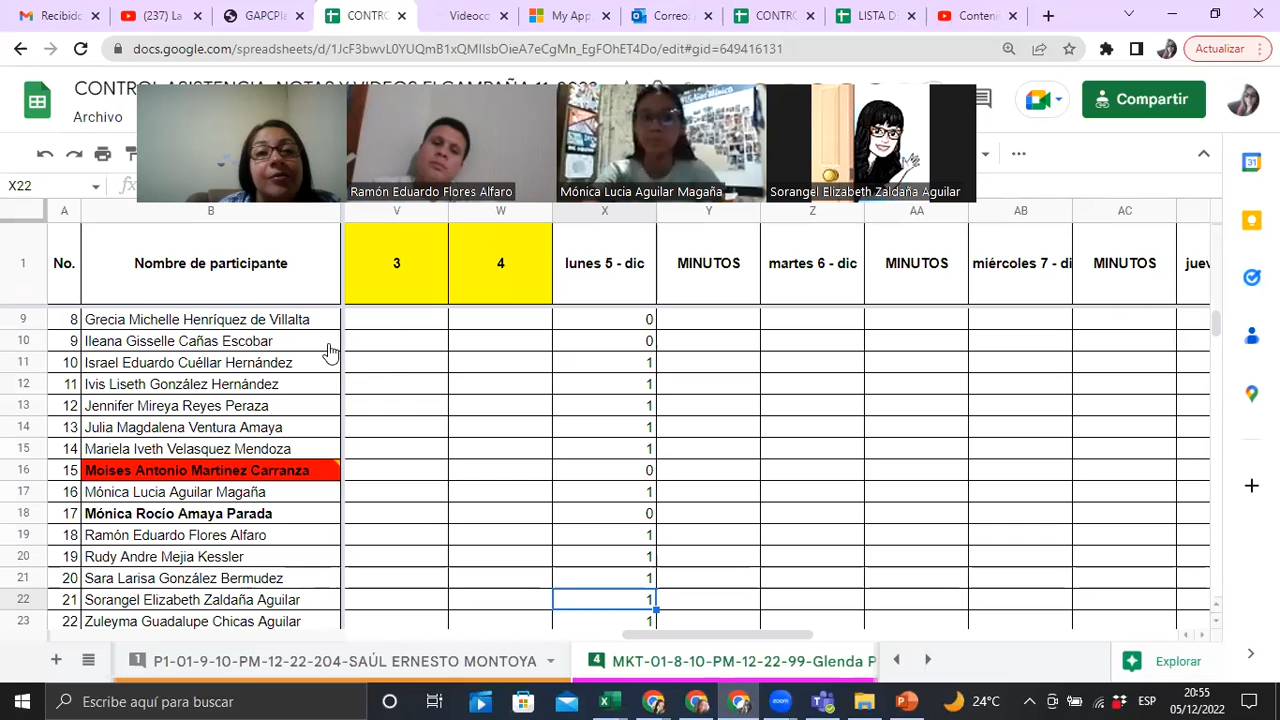 Recibido
(237) La
GAPCPla
CONTRO
Videocc
My App.
Correo:
CONTRO
LISTA DE
Conten
docs.google.com/spreadsheets/d/1JcF3bwvL0YUQmB1xQMIIsbOieA7eCgMn_EgFOhET4Do/edit#gid=649416131
Actualizar
CONTROL ASISTENCIA, NOTAS Y VIDEOS
Archivo
Compartir
Ramón Eduardo Flores Alfaro
Mónica Lucia Aguilar Magaña
Sorangel Elizabeth Zaldaña Aguilar
X22
A B V W X Y Z AA AB AC
1 No. Nombre de participante 3 4 lunes 5 - dic MINUTOS martes 6 - dic MINUTOS miércoles 7 - di MINUTOS juev
9 8 Grecia Michelle Henríquez de Villalta 0
10 9 Ileana Gisselle Cañas Escobar 0
11 10 Israel Eduardo Cuéllar Hernández 1
12 11 Ivis Liseth González Hernández 1
13 12 Jennifer Mireya Reyes Peraza 1
14 13 Julia Magdalena Ventura Amaya 1
15 14 Mariela Iveth Velasquez Mendoza 1
16 15 Moises Antonio Martinez Carranza 0
17 16 Mónica Lucia Aguilar Magaña 1
18 17 Mónica Rocío Amaya Parada 0
19 18 Ramón Eduardo Flores Alfaro 1
20 19 Rudy Andre Mejia Kessler 1
21 20 Sara Larisa González Bermudez 1
22 21 Sorangel Elizabeth Zaldaña Aguilar 1
23 22 Zuleyma Guadalupe Chicas Aguilar 1
1 P1-01-9-10-PM-12-22-204-SAÚL ERNESTO MONTOYA
4 MKT-01-8-10-PM-12-22-99-Glenda P
Explorar
Escribe aquí para buscar
24°C
ESP
20:55
05/12/2022